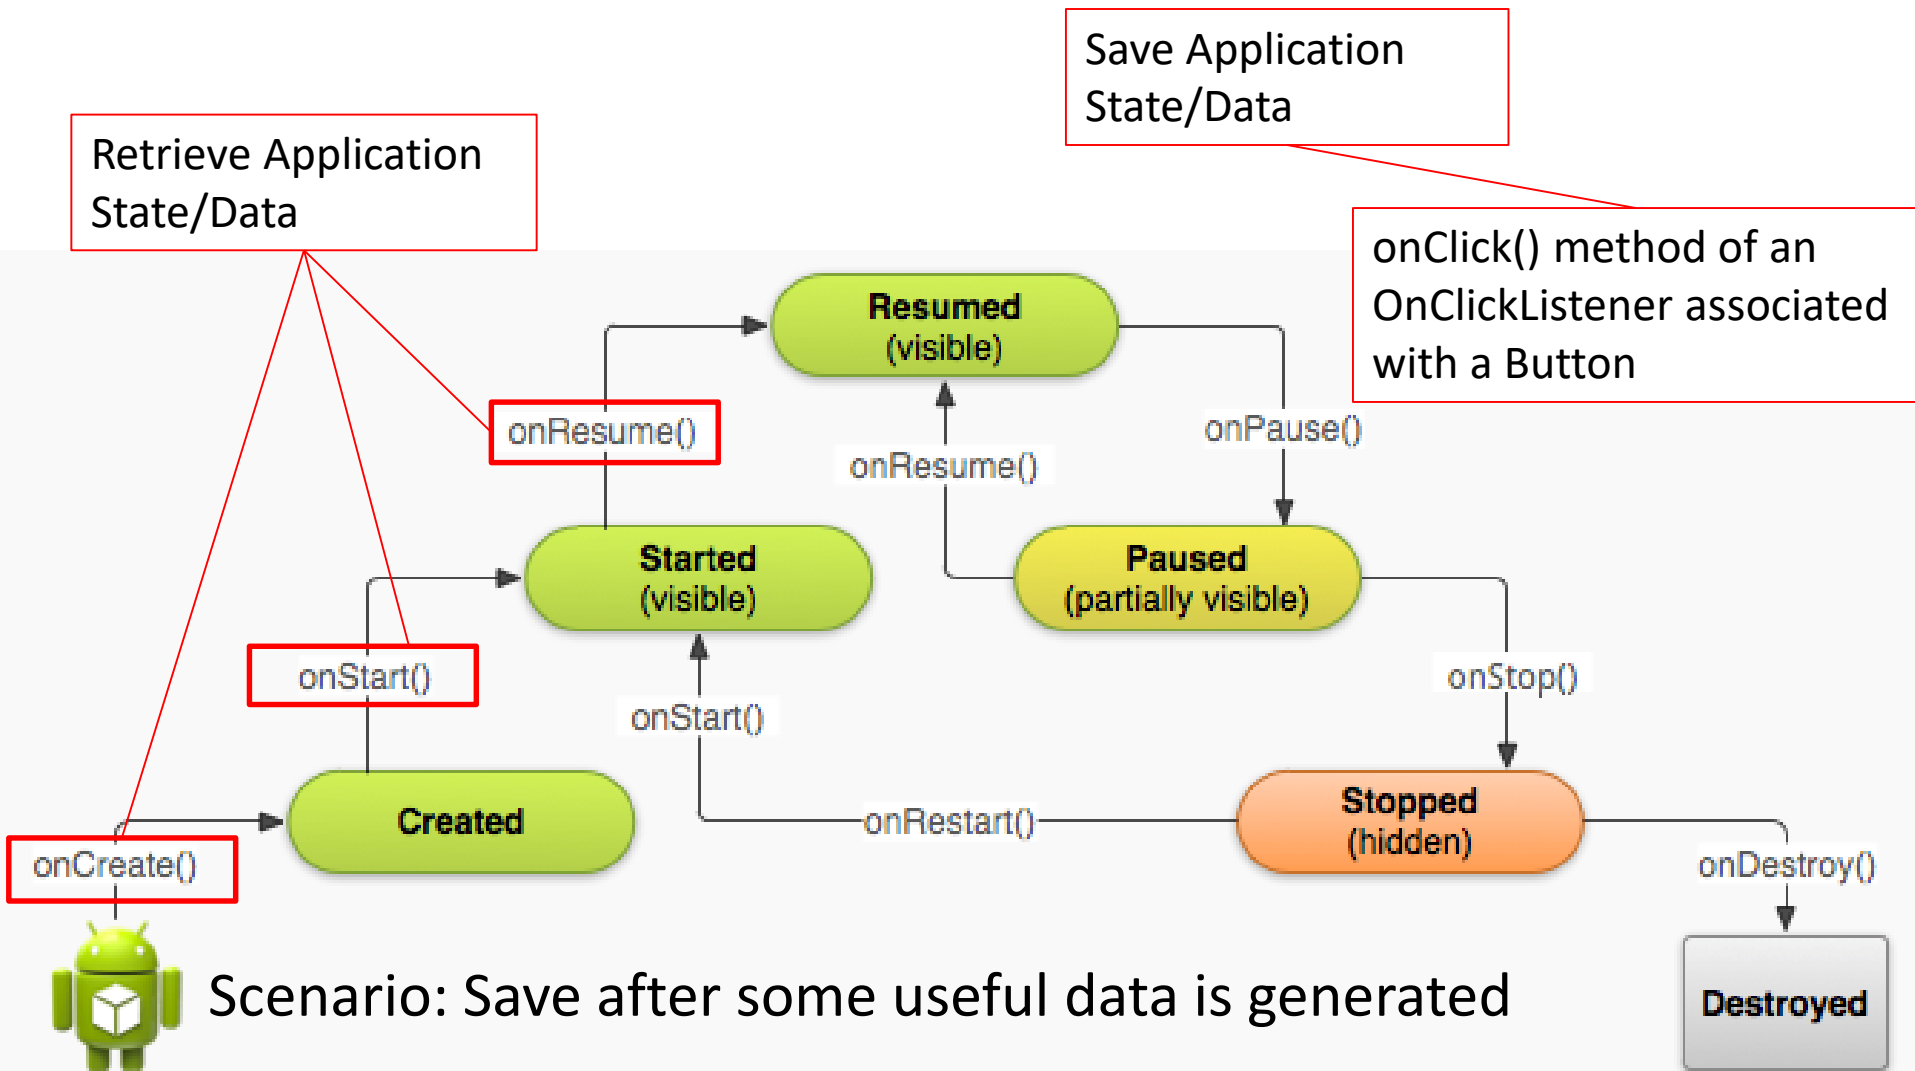 Save Application
State/Data
Retrieve Application
State/Data
onClick() method of an
OnClickListener associated
with a Button
Resumed
(visible)
onResume()
onPause()
onResume()
Started
(visible)
Paused
(partially visible)
onStart()
onStop()
onStart()
Created
onRestart()
Stopped
(hidden)
onCreate()
onDestroy()
Scenario: Save after some useful data is generated
Destroyed